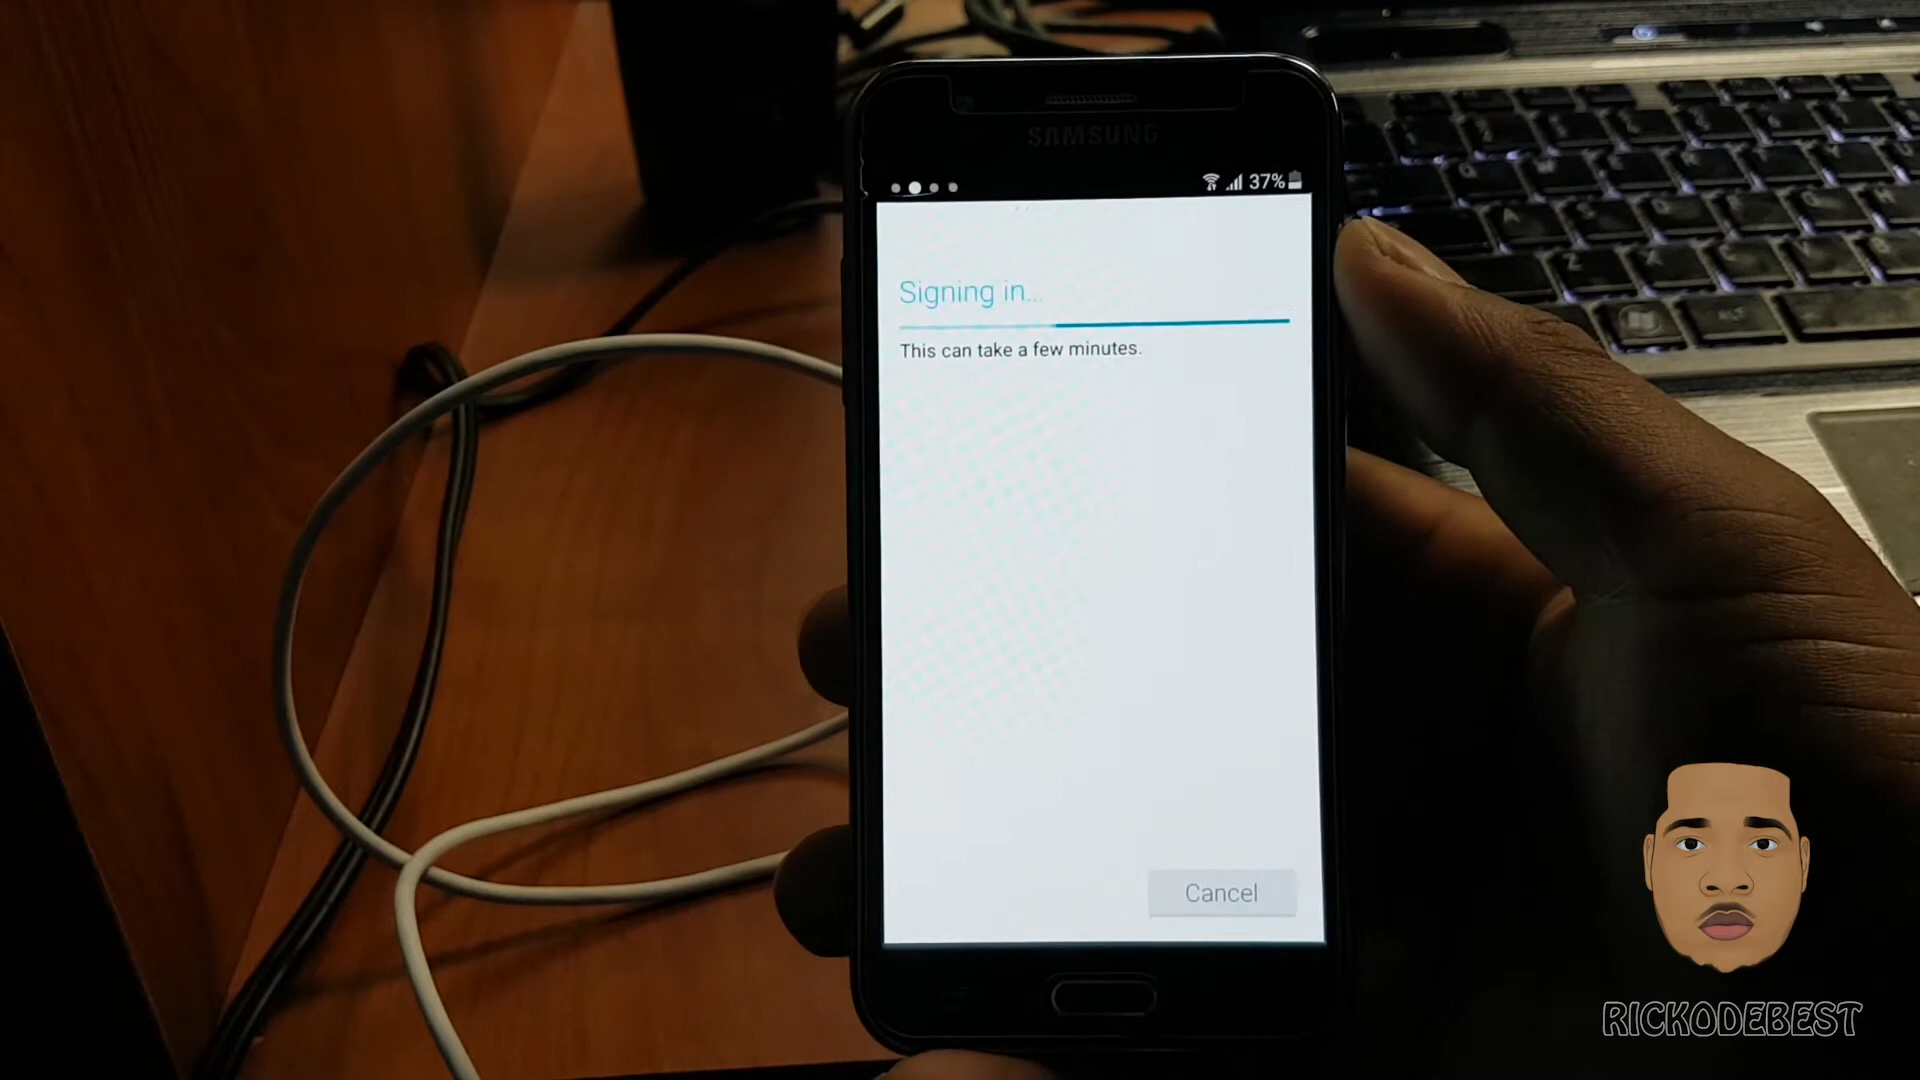 SAMSUNG
37%
Signing in...
This can take a few minutes.
Cancel
RICKODEBEST